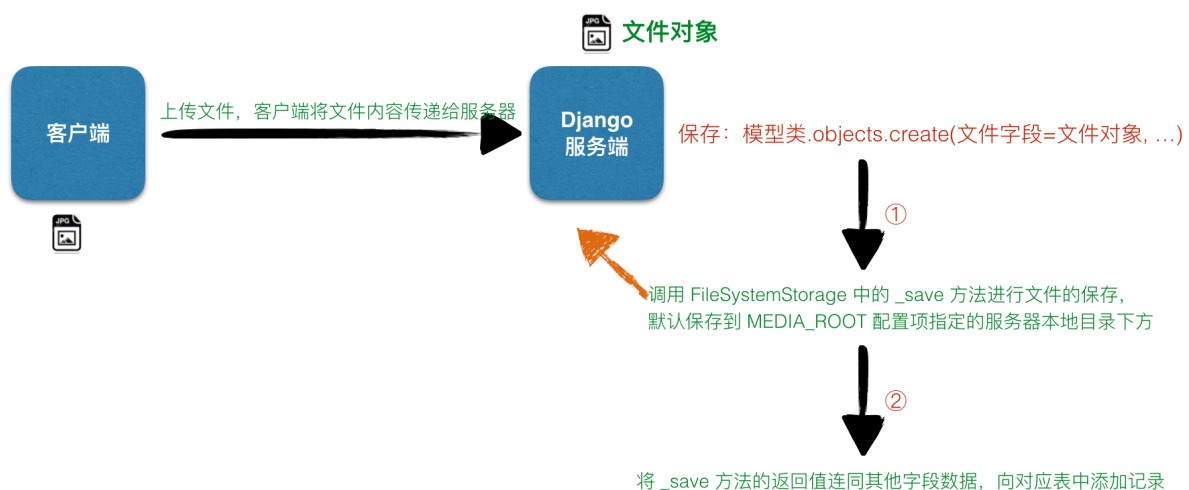 JPG
文件对象
上传文件，客户端将文件内容传递给服务器
客户端
Django
服务端
保存：模型类.objects.create(文件字段=文件对象, ...)
JPG
①
调用 FileSystemStorage 中的 _save 方法进行文件的保存，
默认保存到 MEDIA_ROOT 配置项指定的服务器本地目录下方
②
将 _save 方法的返回值连同其他字段数据，向对应表中添加记录